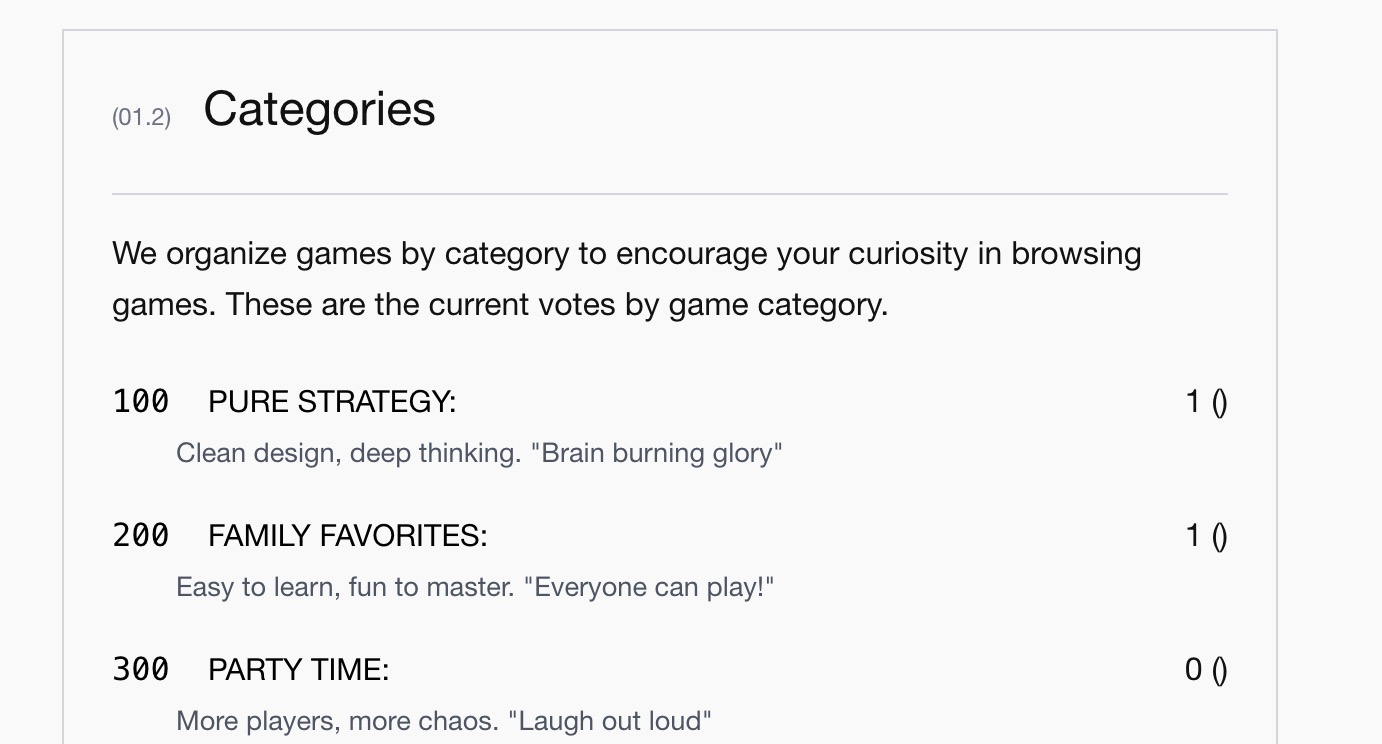 (01.2) Categories
We organize games by category to encourage your curiosity in browsing
games. These are the current votes by game category.
100 PURE STRATEGY: 1 ()
Clean design, deep thinking. "Brain burning glory"
200 FAMILY FAVORITES: 1 ()
Easy to learn, fun to master. "Everyone can play!"
300 PARTY TIME: 0 ()
More players, more chaos. "Laugh out loud"